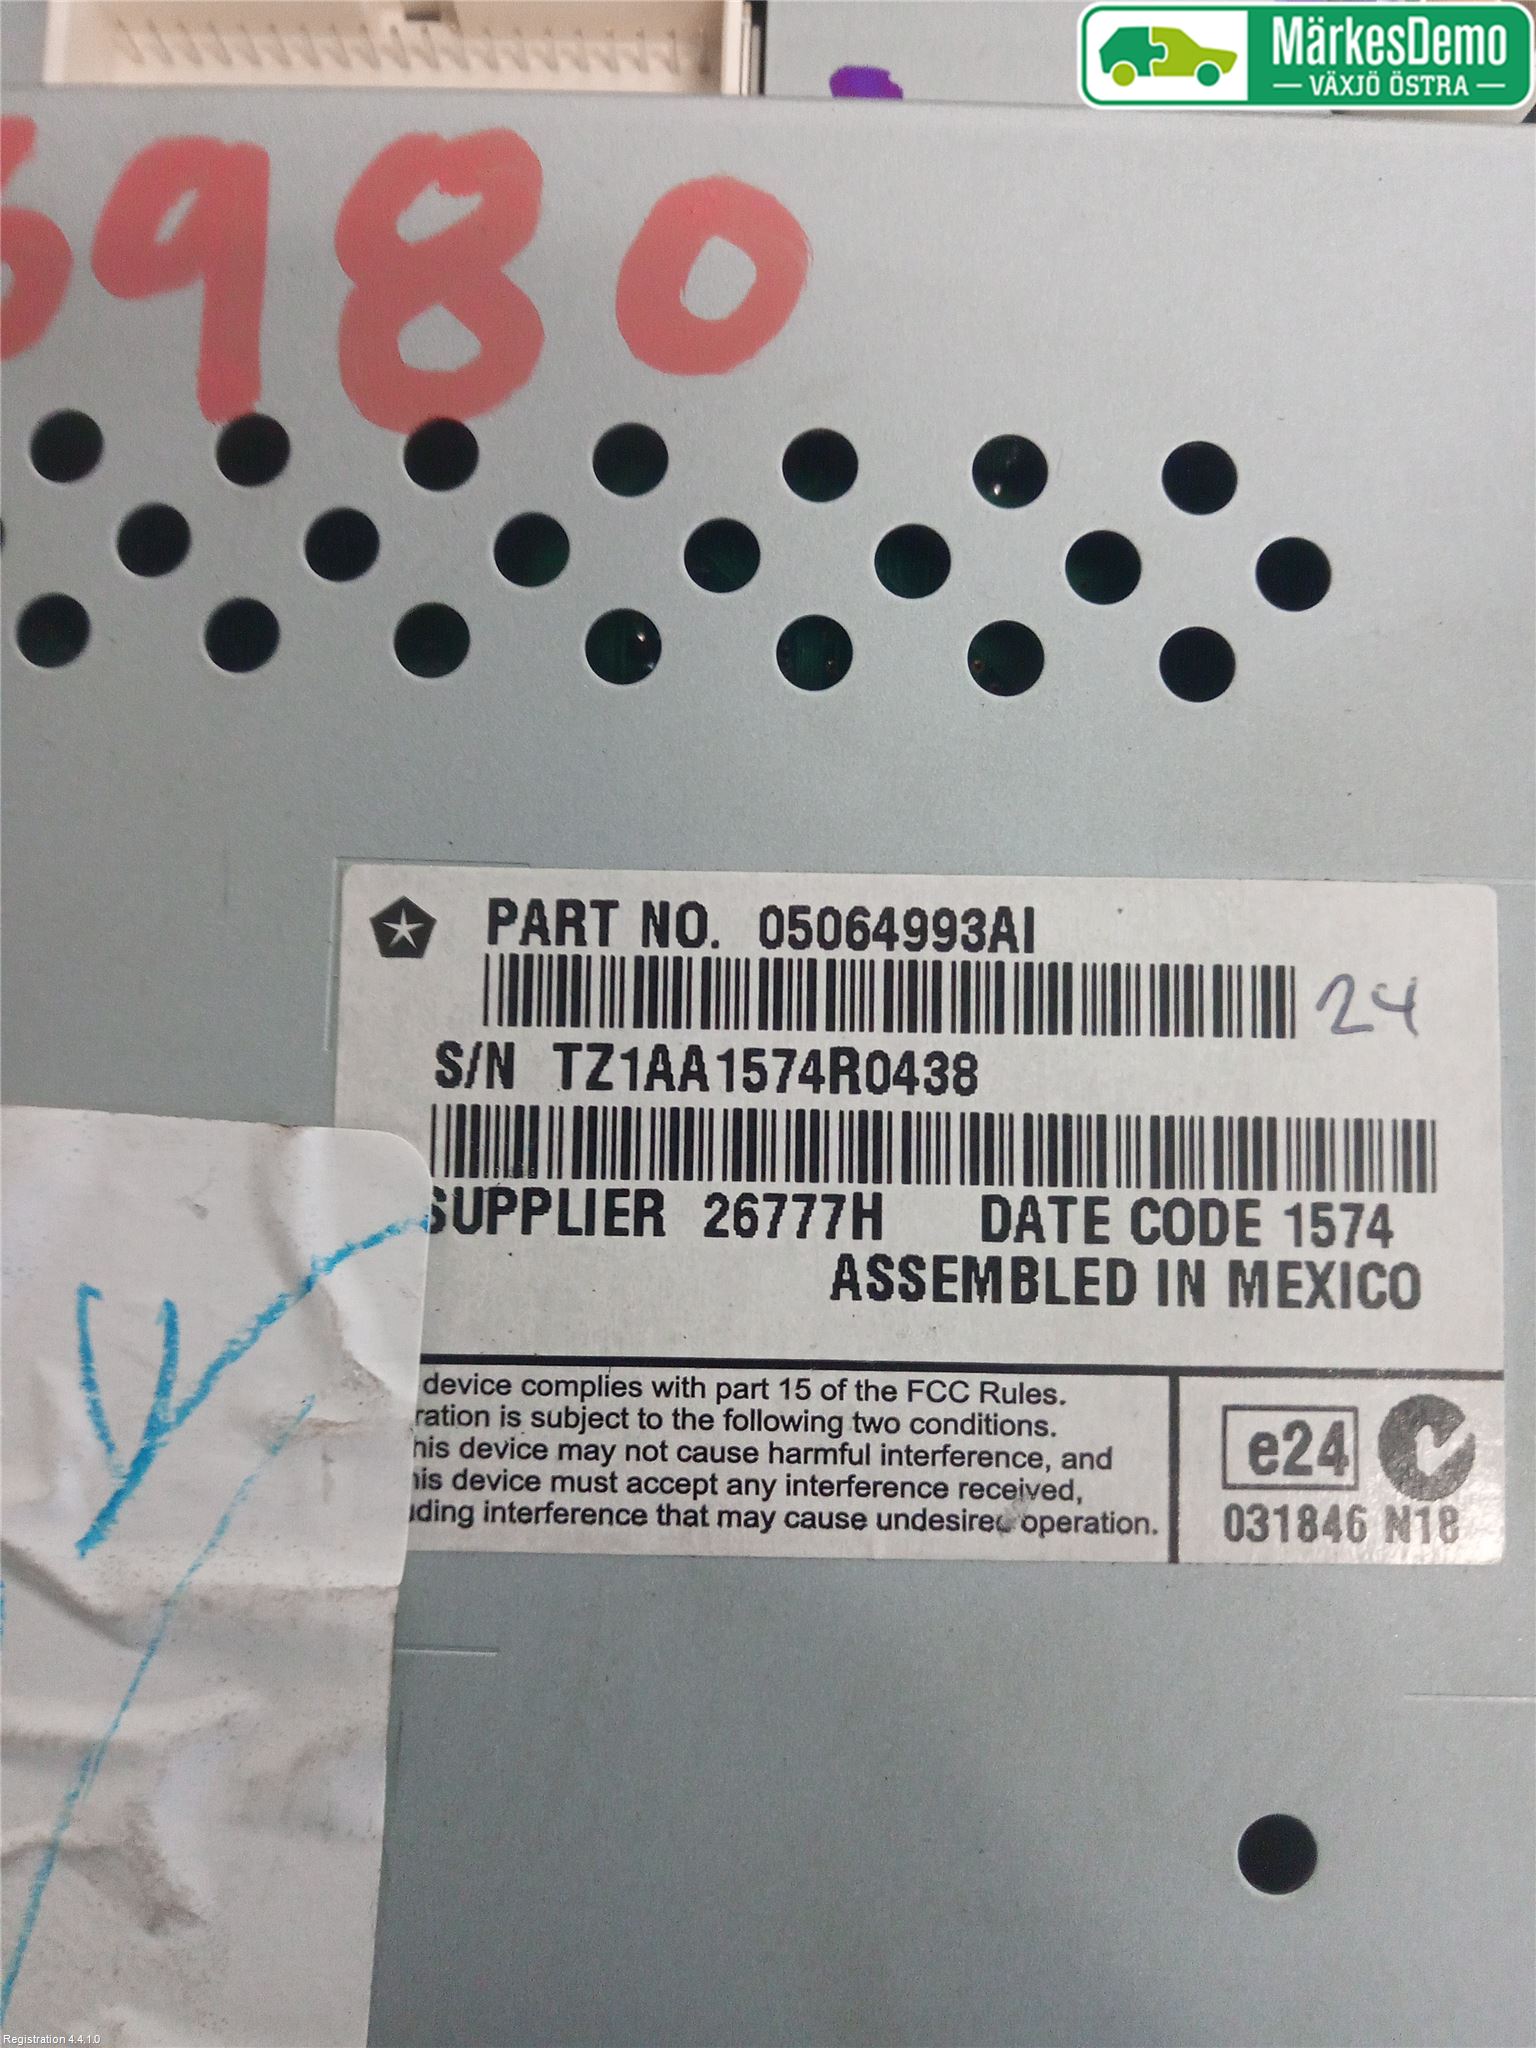 MärkesDemo
VÄXJÖ ÖSTRA
980
PART NO. 05064993AI
24
S/N TZ1AA1574R0438
SUPPLIER 26777H DATE CODE 1574
ASSEMBLED IN MEXICO
device complies with part 15 of the FCC Rules.
ration is subject to the following two conditions.
his device may not cause harmful interference, and
his device must accept any interference received,
uding interference that may cause undesired operation.
e24
031846 N18
Registration 4.4.1.0